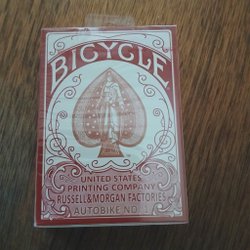 BICYCLE
UNITED STATES
PRINTING COMPANY
RUSSELL & MORGAN FACTORIES
AUTOBIKE NO. 1